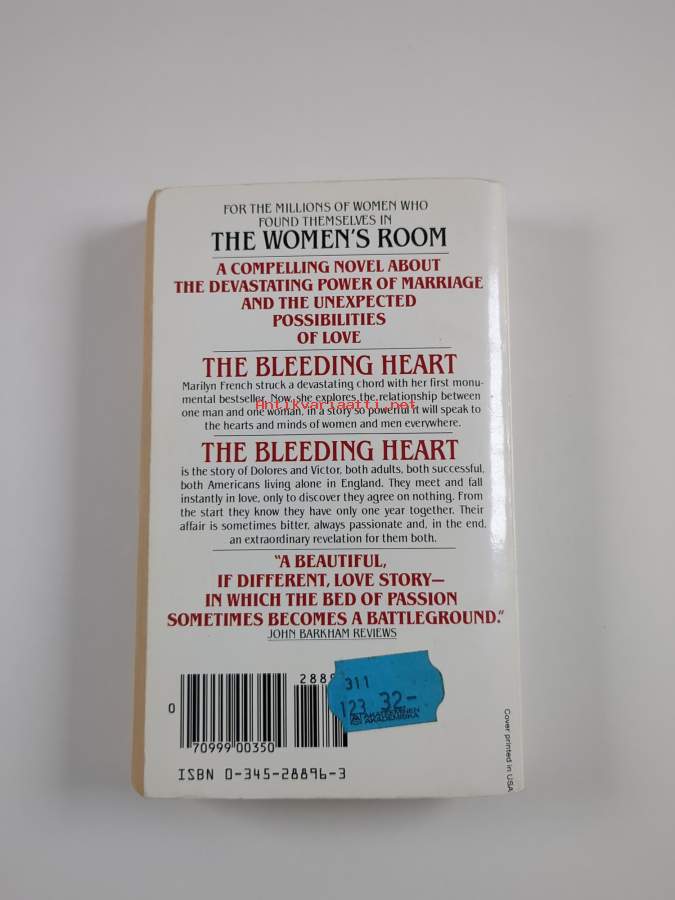 FOR THE MILLIONS OF WOMEN WHO
FOUND THEMSELVES IN
THE WOMEN'S ROOM
A COMPELLING NOVEL ABOUT
THE DEVASTATING POWER OF MARRIAGE
AND THE UNEXPECTED
POSSIBILITIES
OF LOVE
THE BLEEDING HEART
Marilyn French struck a devastating chord with her first monu-
mental bestseller. Now, she explores the relationship between
one man and one woman, in a story so powerful it will speak to
the hearts and minds of women and men everywhere.
Antikvariaatti.net
THE BLEEDING HEART
is the story of Dolores and Victor, both adults, both successful,
both Americans living alone in England. They meet and fall
instantly in love, only to discover they agree on nothing. From
the start they know they have only one year together. Their
affair is sometimes bitter, always passionate and, in the end,
an extraordinary revelation for them both.
"A BEAUTIFUL,
IF DIFFERENT, LOVE STORY—
IN WHICH THE BED OF PASSION
SOMETIMES BECOMES A BATTLEGROUND."
JOHN BARKHAM REVIEWS
288
311
123 32-
AKATEEMINEN
AKADEMISKA
0
70999 00350
ISBN 0-345-28896-3
Cover printed in USA